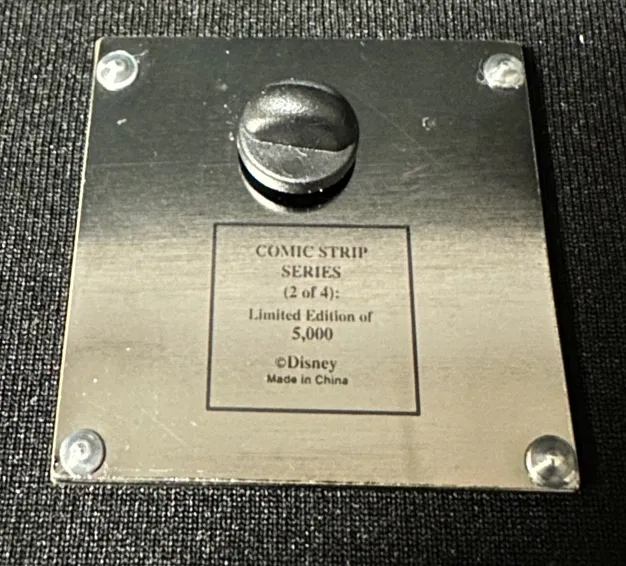 COMIC STRIP
SERIES
(2 of 4):
Limited Edition of
5,000
©Disney
Made in China